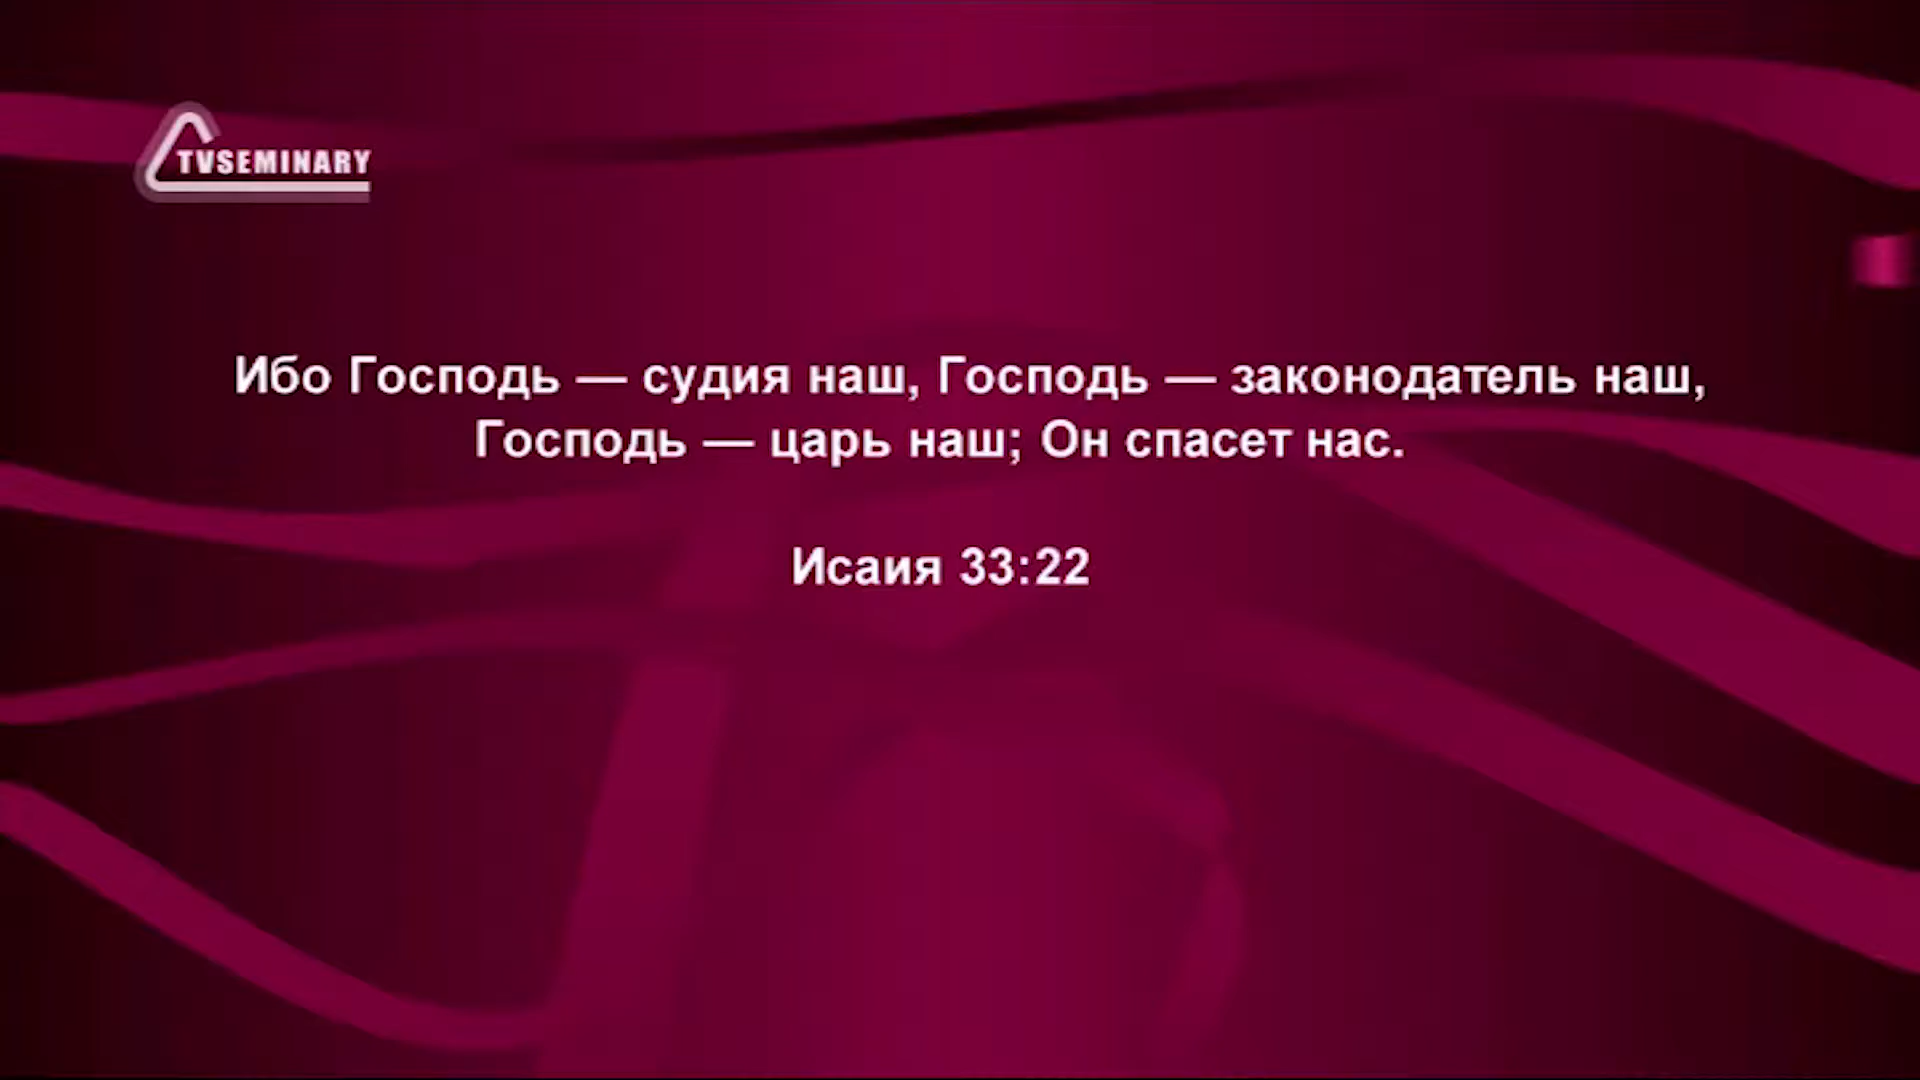 TVSEMINARY
Ибо Господь — судия наш, Господь — законодатель наш,
Господь — царь наш; Он спасет нас.
Исаия 33:22